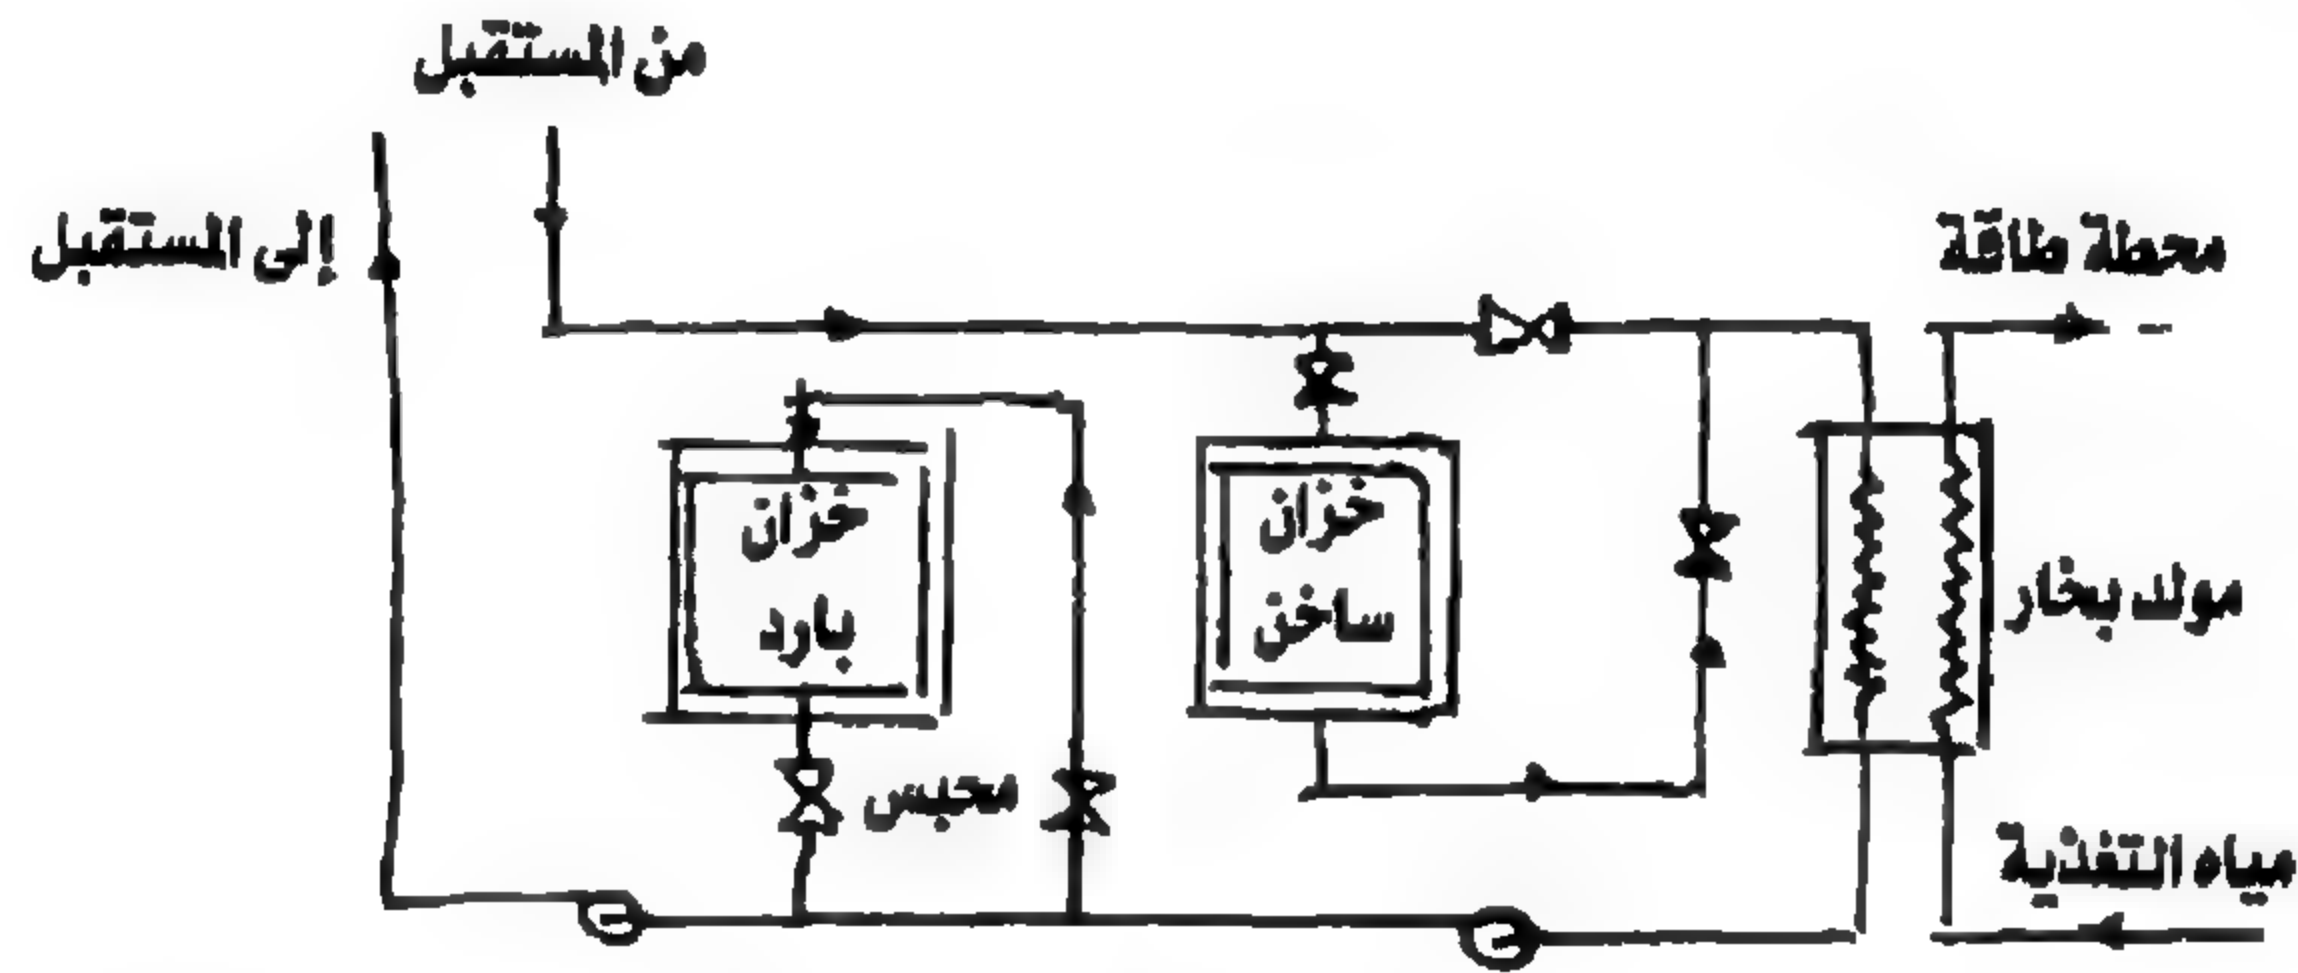 من المستقبل
إلى المستقبل
محطة طاقة
خزان
بارد
خزان
ساخن
مولد بخار
محبس
مياه التغذية